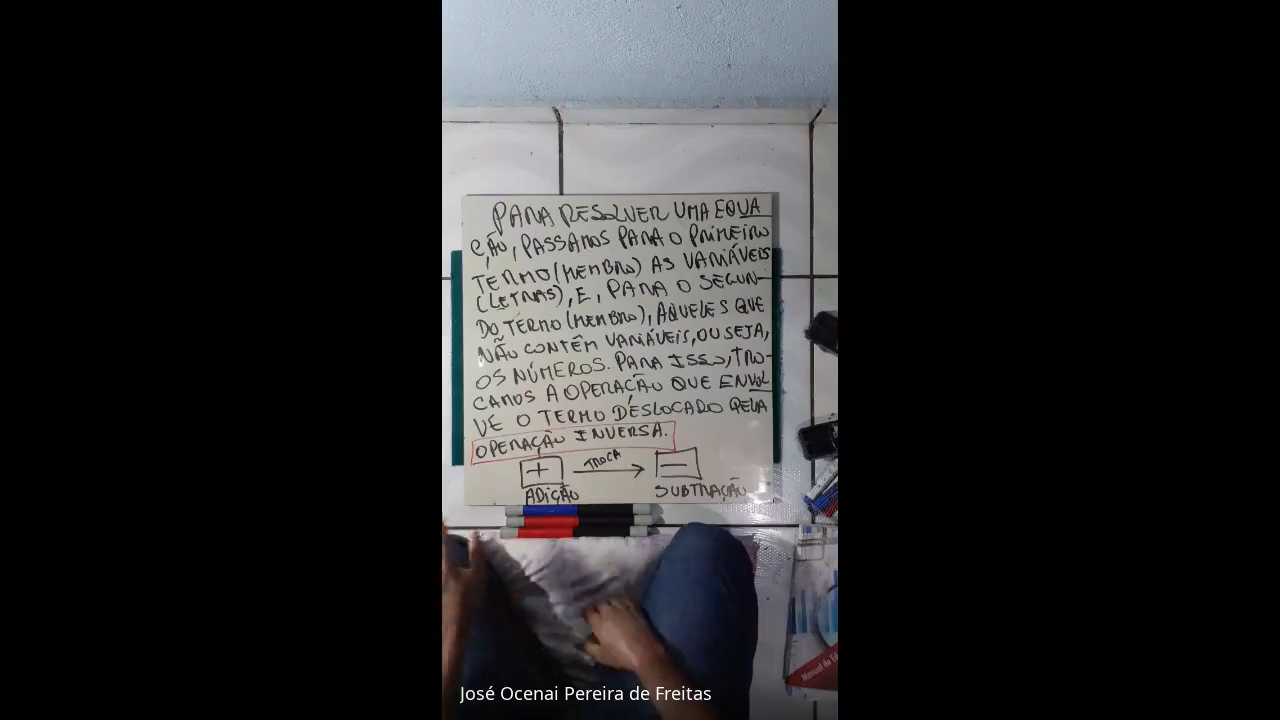 PARA RESOLVER UMA EQUA
ÇÃO, PASSAMOS PARA O PRIMEIRO
TERMO (MEMBRO) AS VARIÁVEIS
(LETRAS), E, PARA O SEGUN-
DO TERMO (MEMBRO), AQUELES QUE
NÃO CONTÊM VARIÁVEIS, OU SEJA,
OS NÚMEROS. PARA ISSO, TRO-
CAMOS A OPERAÇÃO QUE ENVOL
VE O TERMO DESLOCADO PELA
OPERAÇÃO INVERSA.
+ TROCA −
ADIÇÃO SUBTRAÇÃO
Manual do
José Ocenai Pereira de Freitas